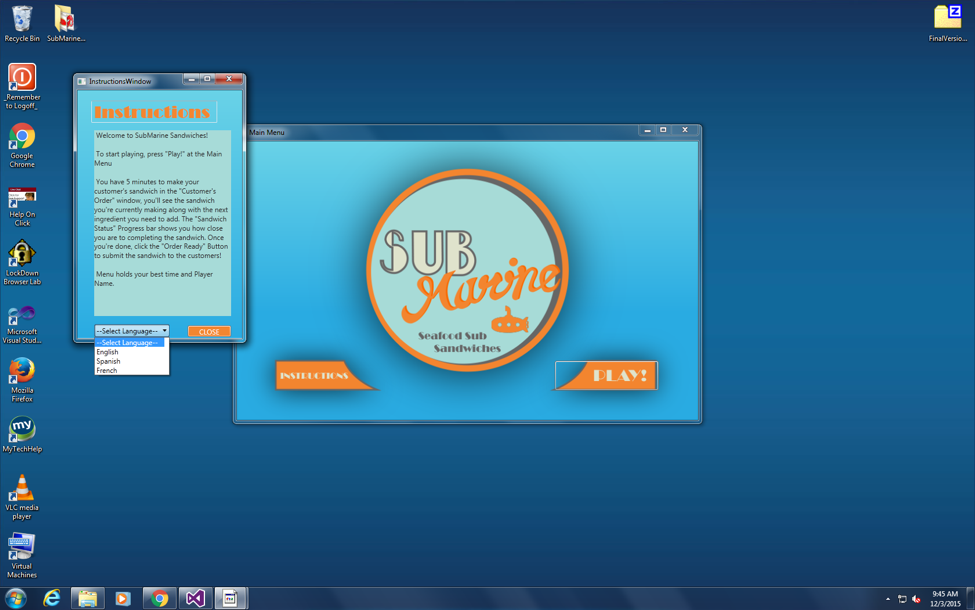 Recycle Bin
SubMarine...
FinalVersio...
_Remember
to Logoff_
Google
Chrome
Help On
Click
LockDown
Browser Lab
Microsoft
Visual Stud...
Mozilla
Firefox
my
MyTechHelp
VLC media
player
Virtual
Machines
InstructionsWindow
Instructions
Welcome to SubMarine Sandwiches!
To start playing, press "Play!" at the Main
Menu
You have 5 minutes to make your
customer's sandwich in the "Customer's
Order" window, you'll see the sandwich
you're currently making along with the next
ingredient you need to add. The "Sandwich
Status" Progress bar shows you how close
you are to completing the sandwich. Once
you're done, click the "Order Ready" Button
to submit the sandwich to the customers!
Menu holds your best time and Player
Name.
--Select Language--
CLOSE
--Select Language--
English
Spanish
French
Main Menu
SUB
Marine
Seafood Sub
Sandwiches
INSTRUCTIONS
PLAY!
9:45 AM
12/3/2015